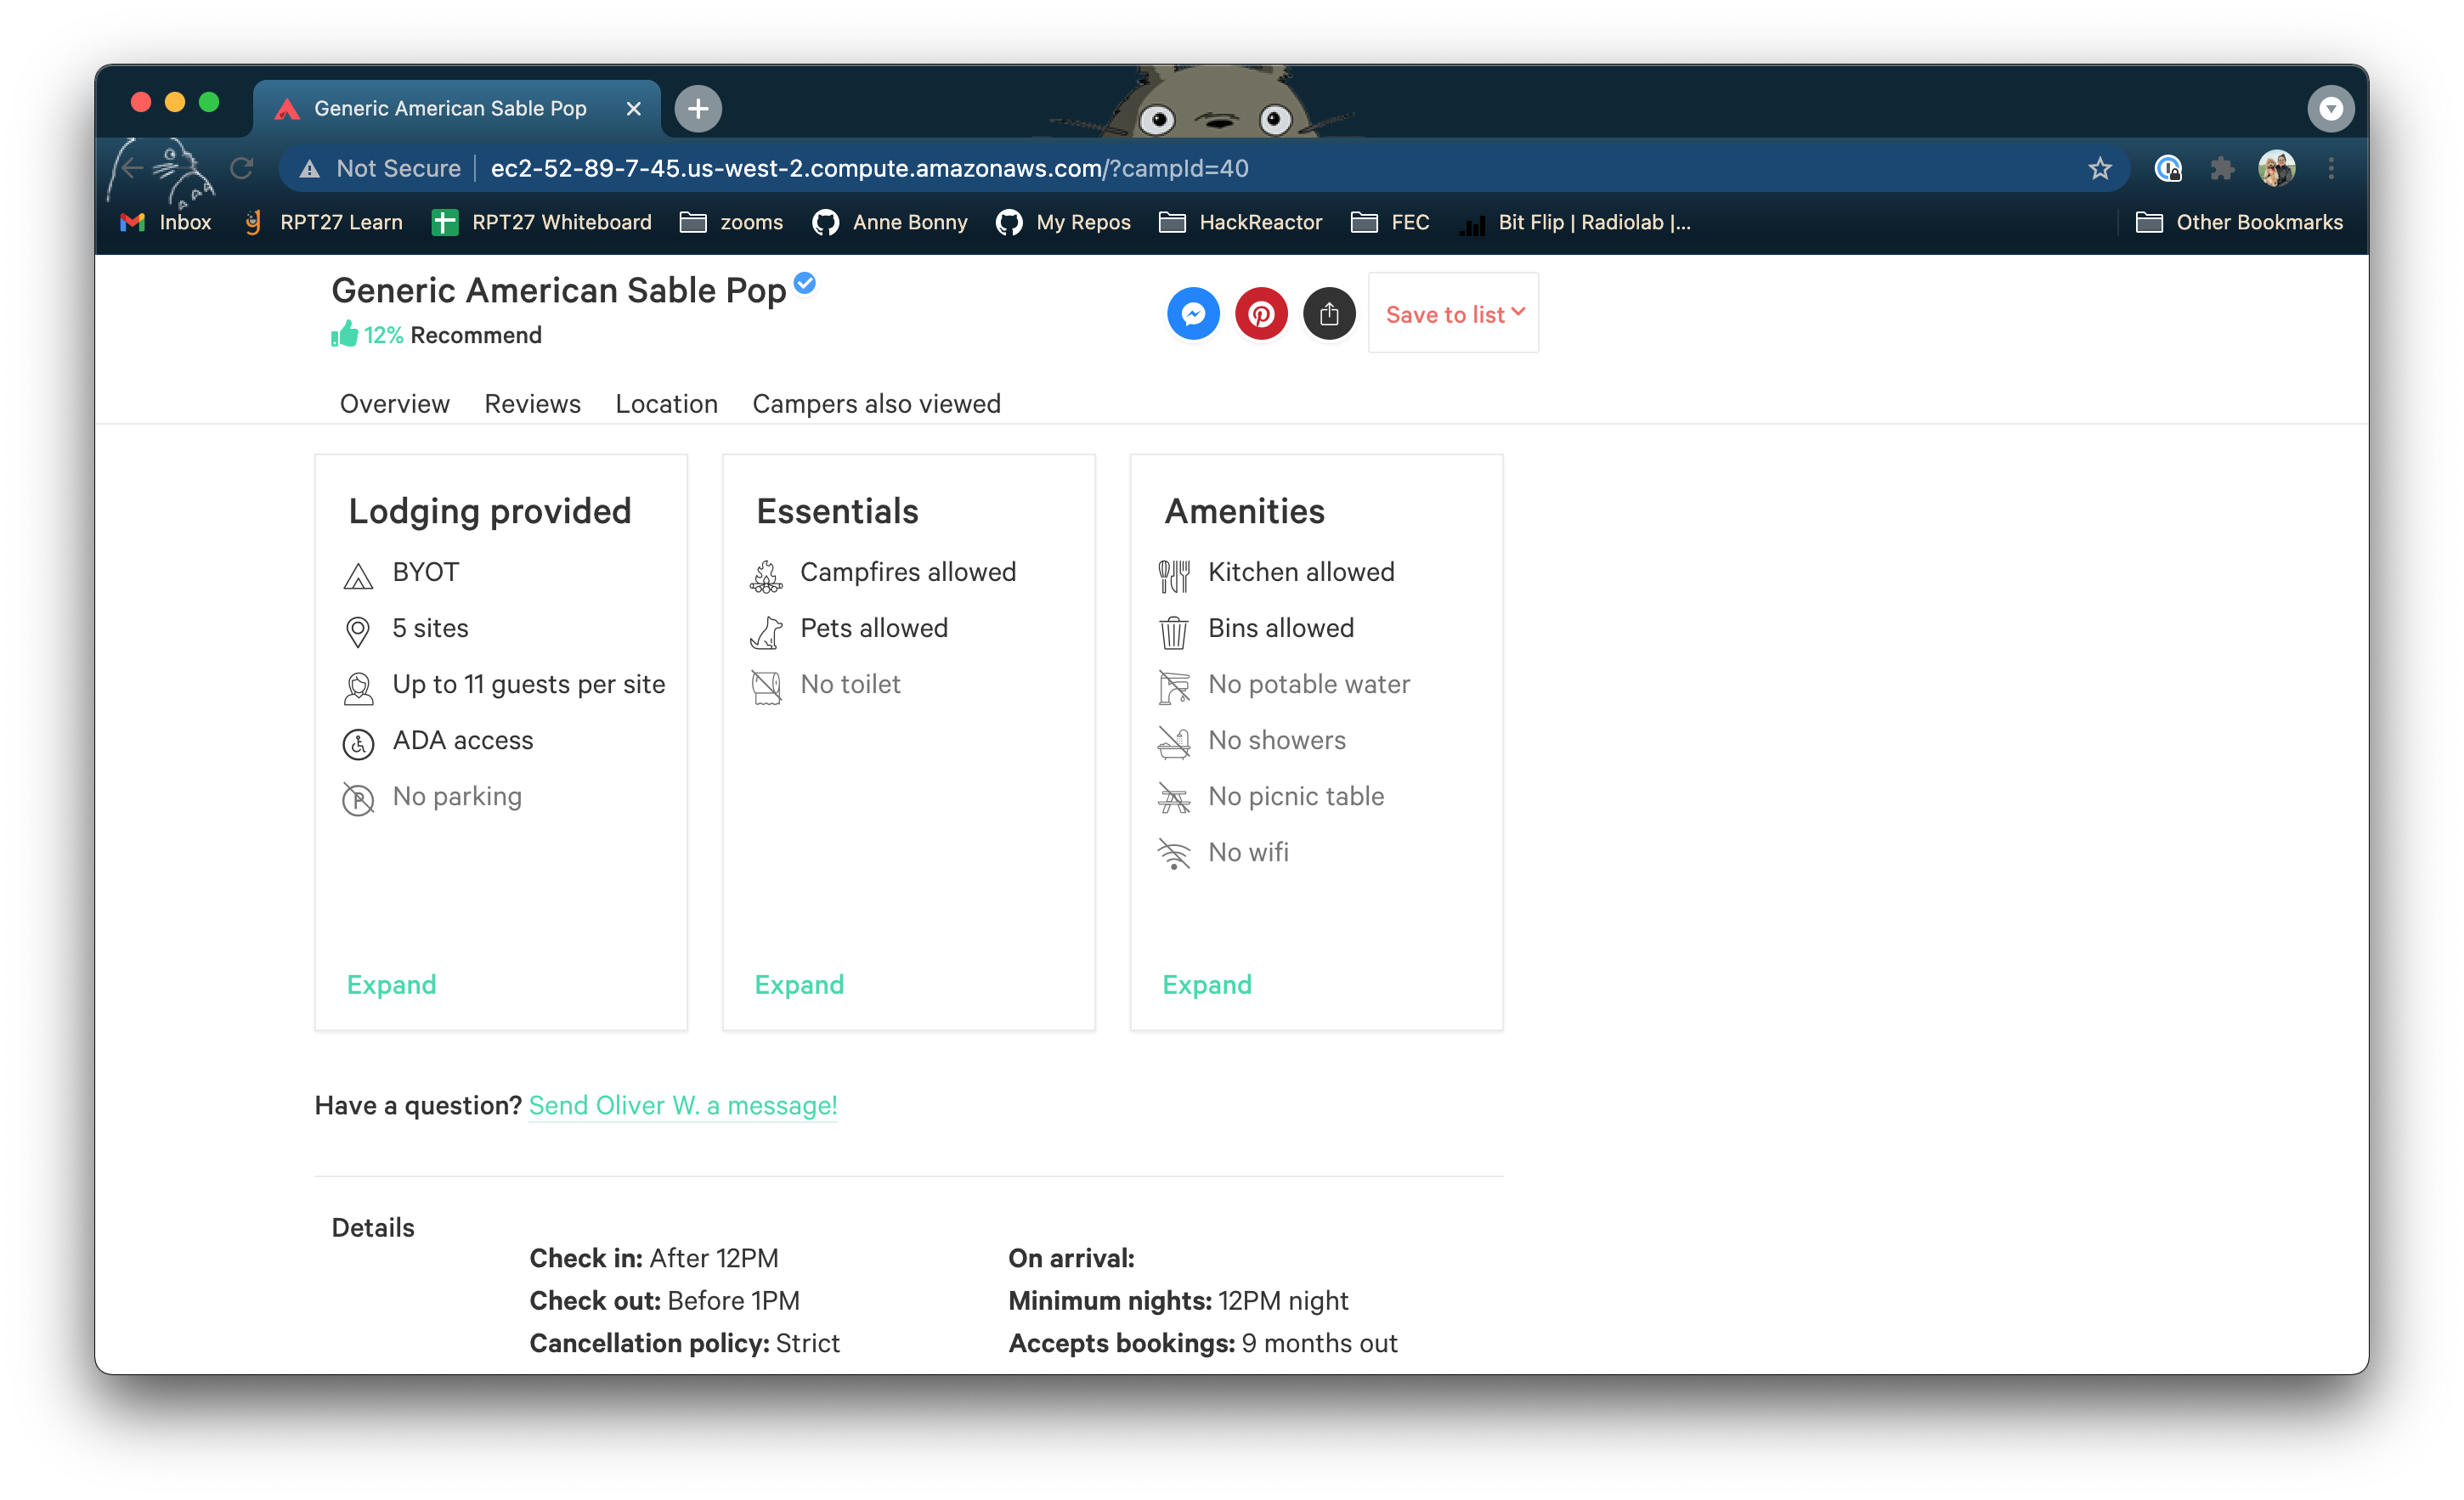 Generic American Sable Pop
Not Secure ec2-52-89-7-45.us-west-2.compute.amazonaws.com/?campId=40
Inbox RPT27 Learn RPT27 Whiteboard zooms Anne Bonny My Repos HackReactor FEC Bit Flip | Radiolab |... Other Bookmarks
Generic American Sable Pop
12% Recommend
Save to list
Overview Reviews Location Campers also viewed
Lodging provided
BYOT
5 sites
Up to 11 guests per site
ADA access
No parking
Expand
Essentials
Campfires allowed
Pets allowed
No toilet
Expand
Amenities
Kitchen allowed
Bins allowed
No potable water
No showers
No picnic table
No wifi
Expand
Have a question? Send Oliver W. a message!
Details
Check in: After 12PM
Check out: Before 1PM
Cancellation policy: Strict
On arrival:
Minimum nights: 12PM night
Accepts bookings: 9 months out